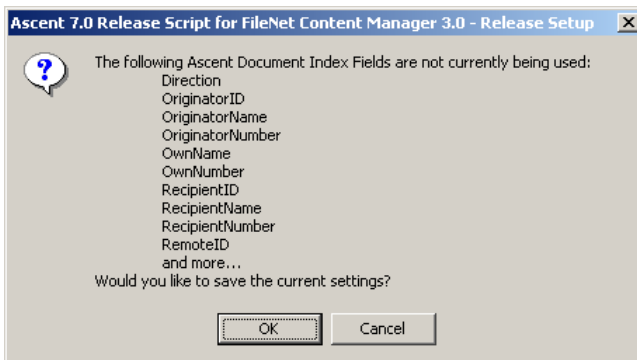 Ascent 7.0 Release Script for FileNet Content Manager 3.0 - Release Setup
The following Ascent Document Index Fields are not currently being used:
Direction
OriginatorID
OriginatorName
OriginatorNumber
OwnName
OwnNumber
RecipientID
RecipientName
RecipientNumber
RemoteID
and more...
Would you like to save the current settings?
OK
Cancel